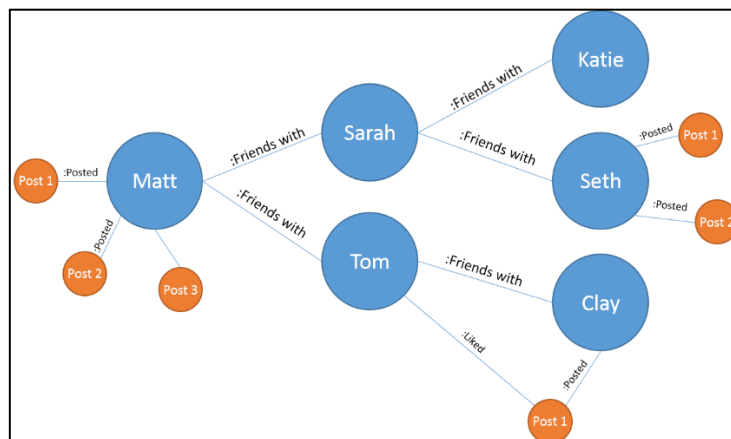 Katie
:Friends with
Sarah
:Friends with
:Posted
Post 1
:Friends with
Seth
Post 1
:Posted
Matt
:Posted
Post 2
:Friends with
:Posted
Post 2
Post 3
Tom
:Friends with
Clay
:Liked
:Posted
Post 1